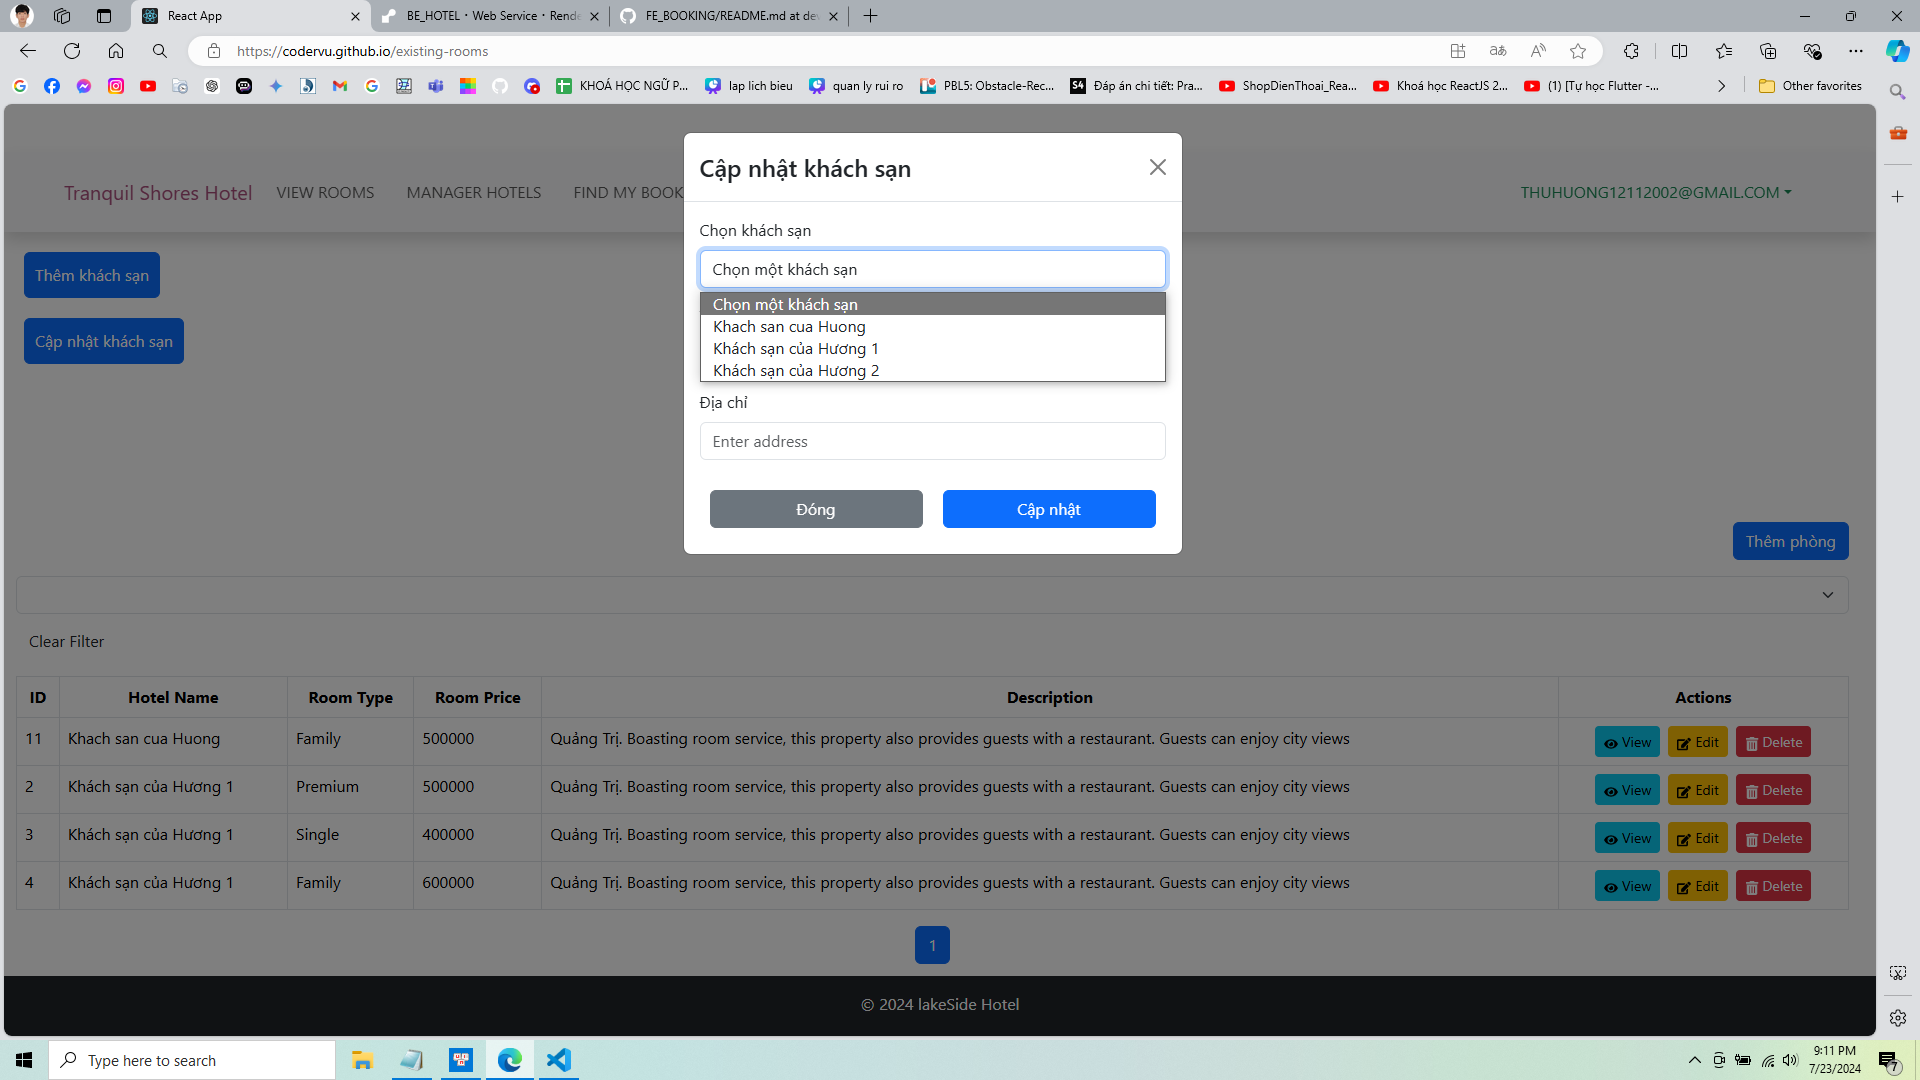 React App
BE_HOTEL · Web Service · Rende
FE_BOOKING/README.md at dev
https://codervu.github.io/existing-rooms
KHOÁ HỌC NGỮ P...
lap lich bieu
quan ly rui ro
PBL5: Obstacle-Rec...
Đáp án chi tiết: Pra...
ShopDienThoai_Rea...
Khoá học ReactJS 2...
(1) [Tự học Flutter -...
Other favorites
Tranquil Shores Hotel
VIEW ROOMS
MANAGER HOTELS
FIND MY BOOK
THUHUONG12112002@GMAIL.COM
Thêm khách sạn
Cập nhật khách sạn
Cập nhật khách sạn
Chọn khách sạn
Chọn một khách sạn
Chọn một khách sạn
Khach san cua Huong
Khách sạn của Hương 1
Khách sạn của Hương 2
Địa chỉ
Enter address
Đóng
Cập nhật
Thêm phòng
Clear Filter
ID Hotel Name Room Type Room Price Description Actions
11 Khach san cua Huong Family 500000 Quảng Trị. Boasting room service, this property also provides guests with a restaurant. Guests can enjoy city views View Edit Delete
2 Khách sạn của Hương 1 Premium 500000 Quảng Trị. Boasting room service, this property also provides guests with a restaurant. Guests can enjoy city views View Edit Delete
3 Khách sạn của Hương 1 Single 400000 Quảng Trị. Boasting room service, this property also provides guests with a restaurant. Guests can enjoy city views View Edit Delete
4 Khách sạn của Hương 1 Family 600000 Quảng Trị. Boasting room service, this property also provides guests with a restaurant. Guests can enjoy city views View Edit Delete
1
© 2024 lakeSide Hotel
Type here to search
9:11 PM
7/23/2024
7